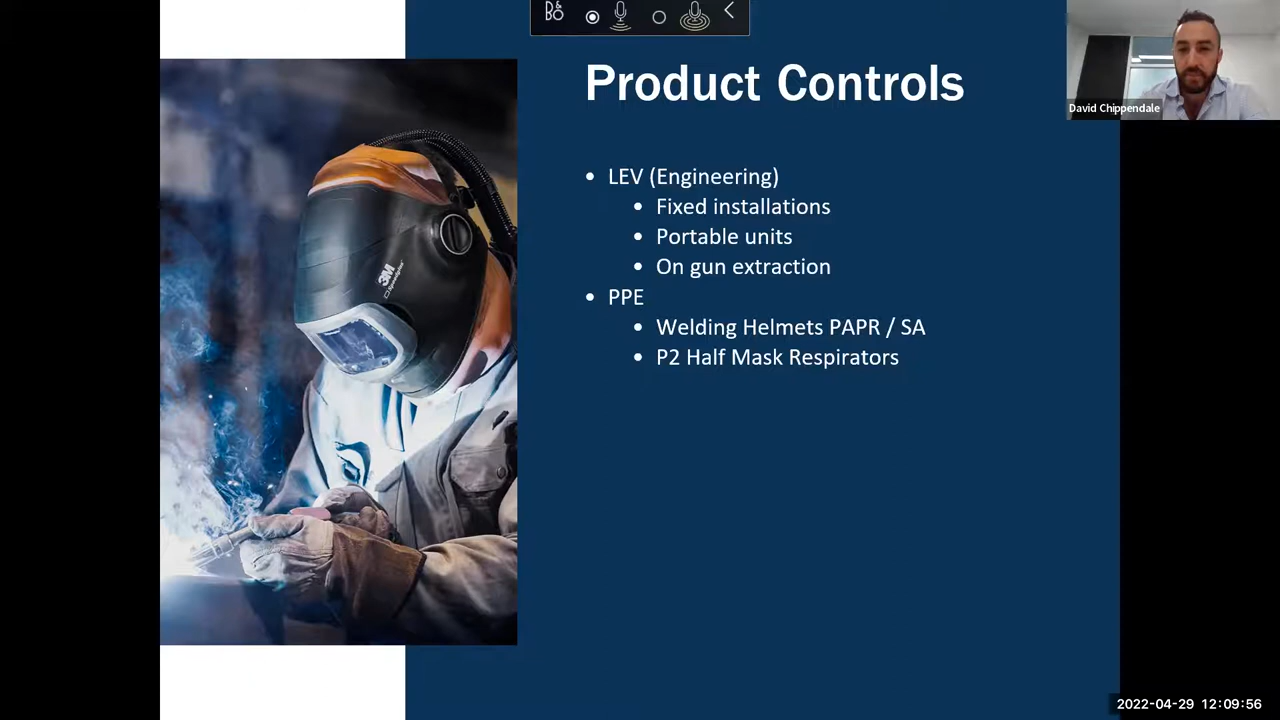 B&O
Product Controls
David Chippendale
• LEV (Engineering)
• Fixed installations
• Portable units
• On gun extraction
• PPE
• Welding Helmets PAPR / SA
• P2 Half Mask Respirators
3M
Speedglas
2022-04-29 12:09:56